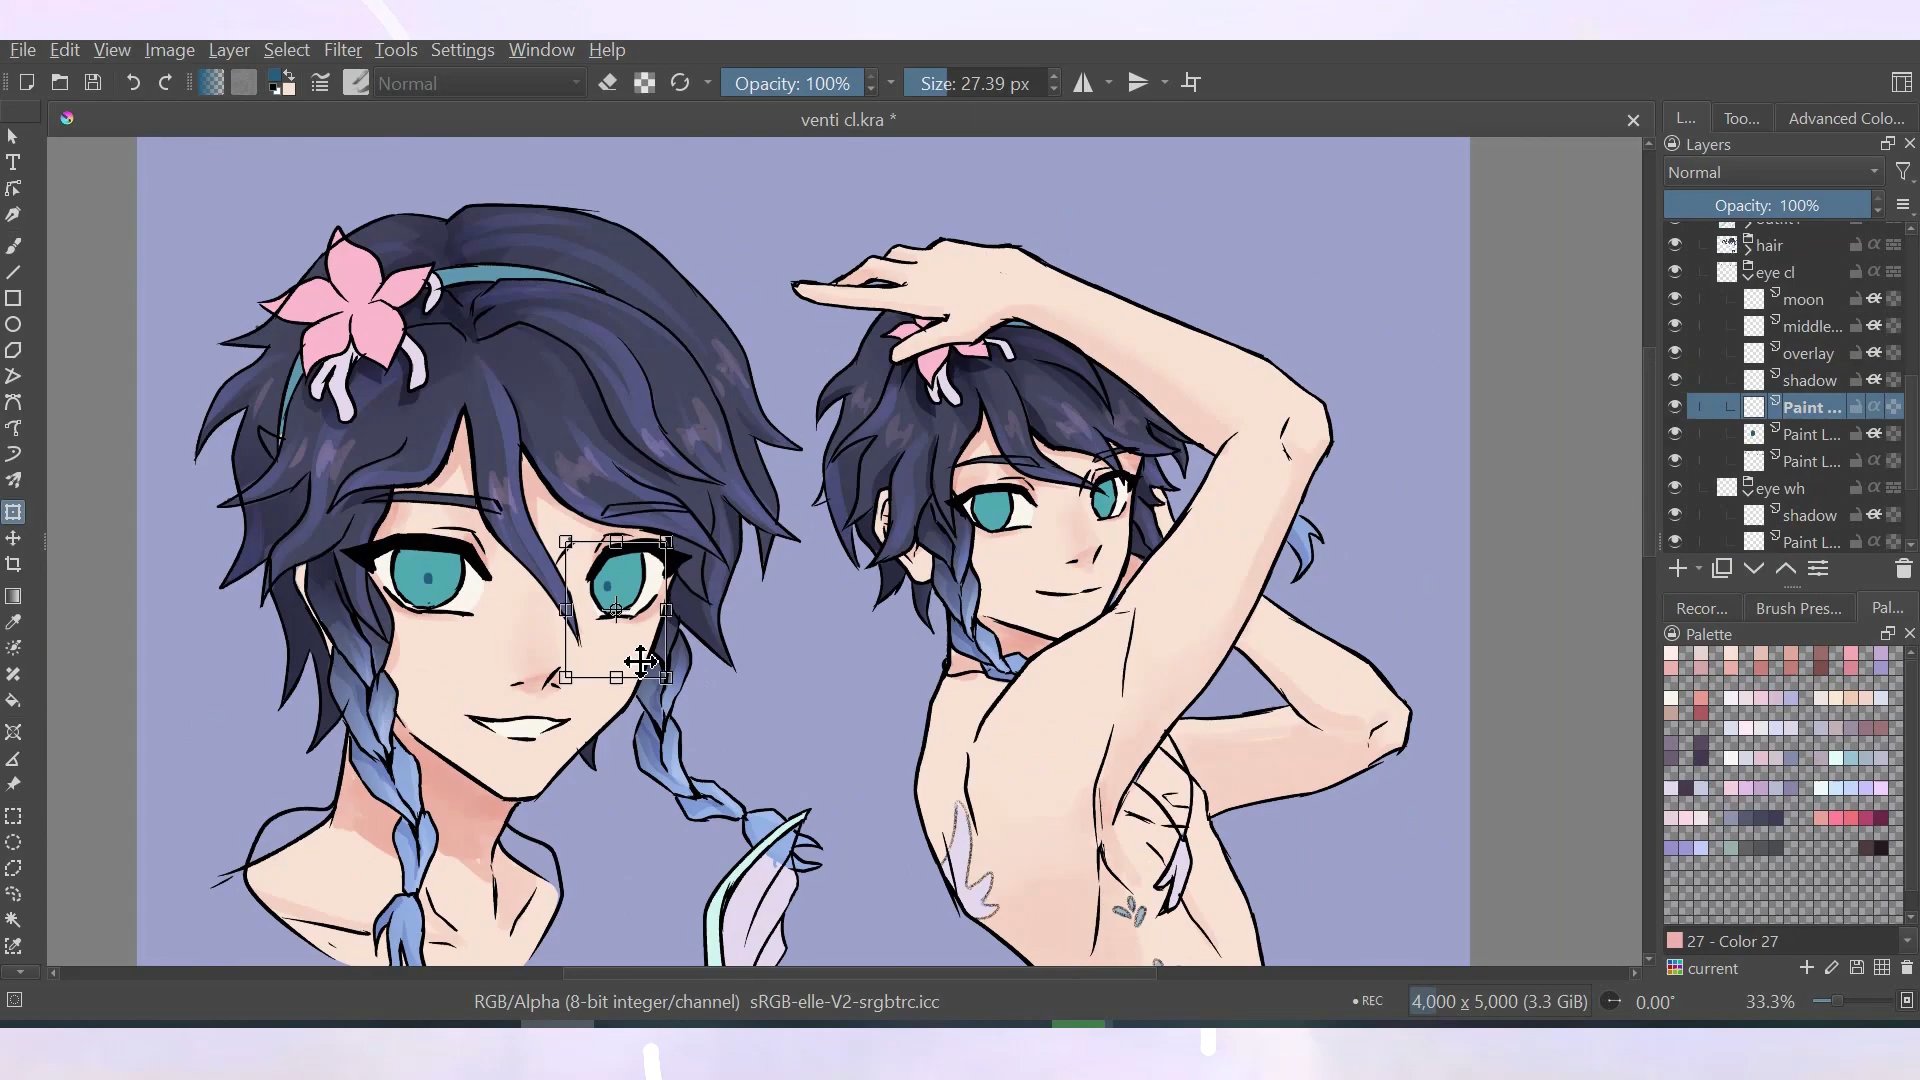 File Edit View Image Layer Select Filter Tools Settings Window Help
Normal Opacity: 100% Size: 27.39 px
venti cl.kra *
L... Too... Advanced Colo...
Layers
Normal
Opacity: 100%
hair
eye cl
moon
middle...
overlay
shadow
Paint ...
Paint L...
Paint L...
eye wh
shadow
Paint L...
Recor... Brush Pres... Pal...
Palette
27 - Color 27
current
RGB/Alpha (8-bit integer/channel) sRGB-elle-V2-srgbtrc.icc
• REC 4,000 x 5,000 (3.3 GiB) 0.00° 33.3%